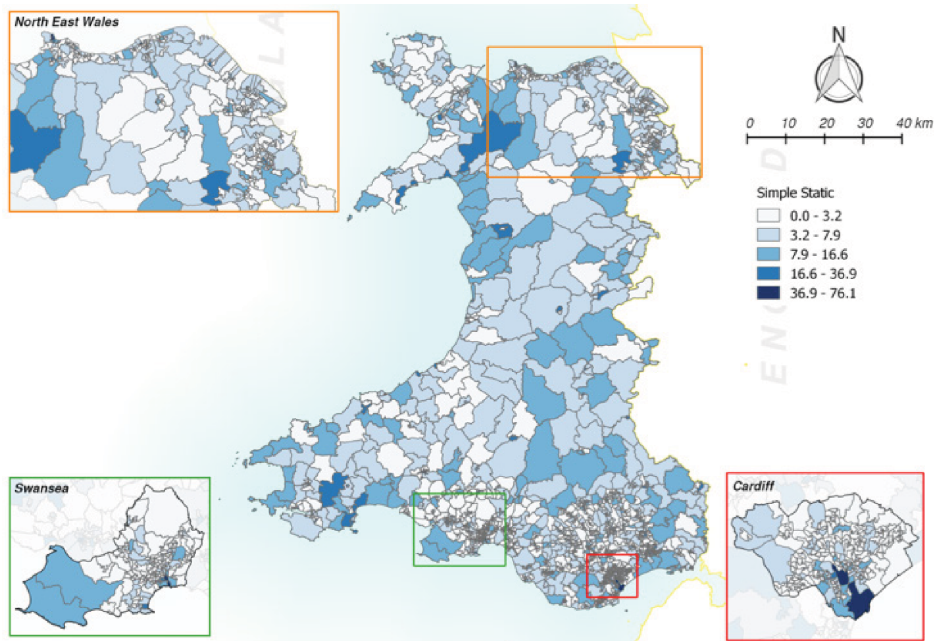 North East Wales
GLA
N
0 10 20 30 40 km
E N G D
Simple Static
0.0 - 3.2
3.2 - 7.9
7.9 - 16.6
16.6 - 36.9
36.9 - 76.1
Swansea
Cardiff